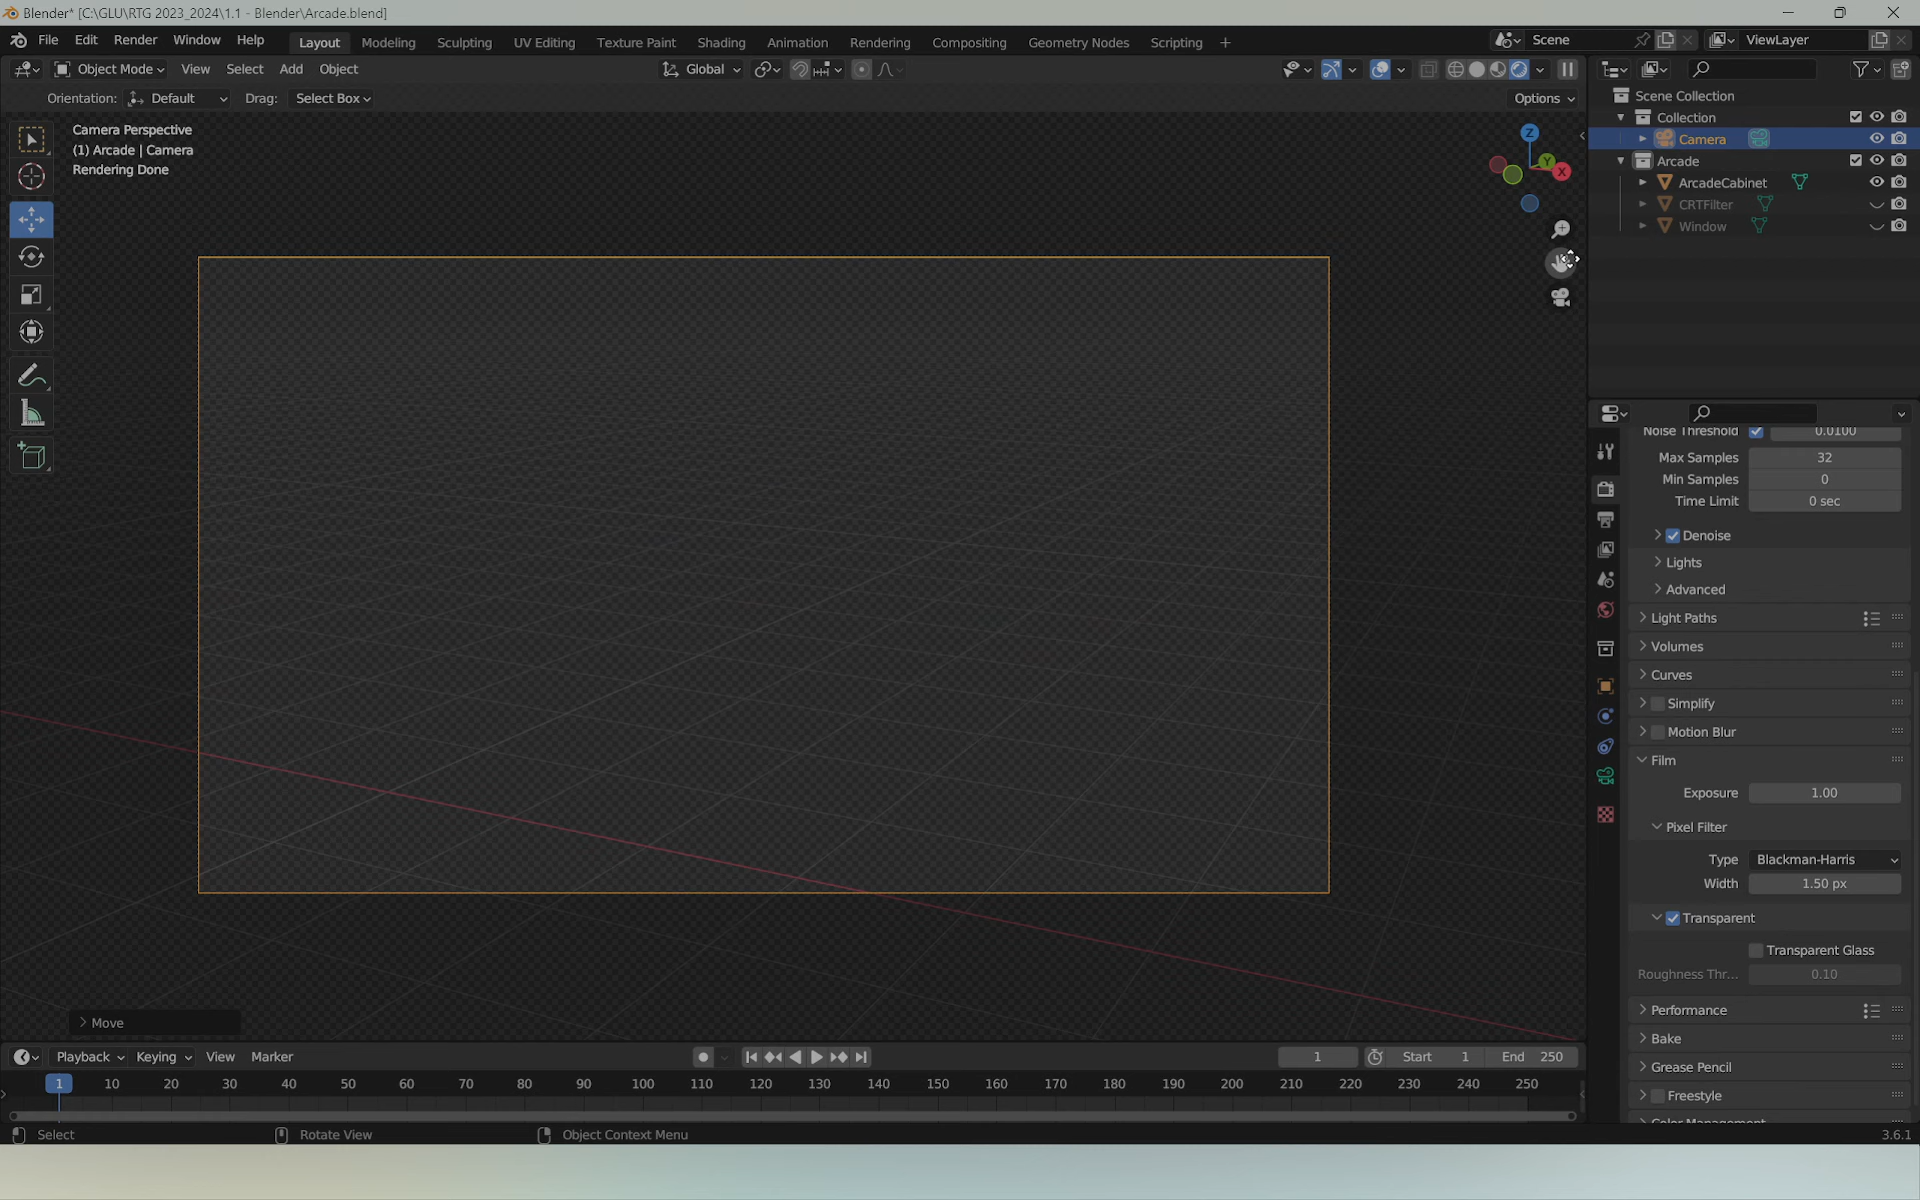 Blender* [C:\GLU\RTG 2023_2024\1.1 - Blender\Arcade.blend]
File Edit Render Window Help Layout Modeling Sculpting UV Editing Texture Paint Shading Animation Rendering Compositing Geometry Nodes Scripting + Scene ViewLayer
Object Mode View Select Add Object Global
Orientation: Default Drag: Select Box Options
Camera Perspective
(1) Arcade | Camera
Rendering Done
Z
Y
X
Scene Collection
Collection
Camera
Arcade
ArcadeCabinet
CRTFilter
Window
Noise Threshold 0.0100
Max Samples 32
Min Samples 0
Time Limit 0 sec
Denoise
Lights
Advanced
Light Paths
Volumes
Curves
Simplify
Motion Blur
Film
Exposure 1.00
Pixel Filter
Type Blackman-Harris
Width 1.50 px
Transparent
Transparent Glass
Roughness Thr... 0.10
Performance
Bake
Grease Pencil
Freestyle
Color Management
Move
Playback Keying View Marker 1 Start 1 End 250
1 10 20 30 40 50 60 70 80 90 100 110 120 130 140 150 160 170 180 190 200 210 220 230 240 250
Select Rotate View Object Context Menu 3.6.1